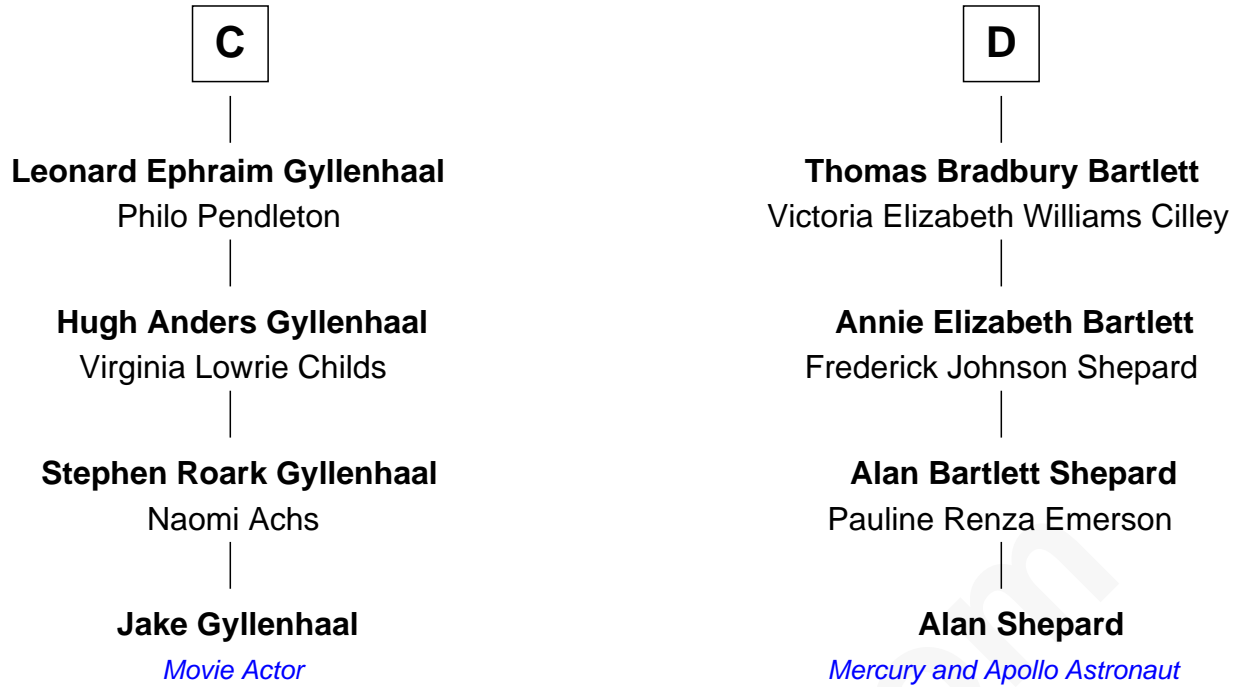 C
Leonard Ephraim Gyllenhaal
Philo Pendleton
Hugh Anders Gyllenhaal
Virginia Lowrie Childs
Stephen Roark Gyllenhaal
Naomi Achs
Jake Gyllenhaal
Movie Actor
D
Thomas Bradbury Bartlett
Victoria Elizabeth Williams Cilley
Annie Elizabeth Bartlett
Frederick Johnson Shepard
Alan Bartlett Shepard
Pauline Renza Emerson
Alan Shepard
Mercury and Apollo Astronaut